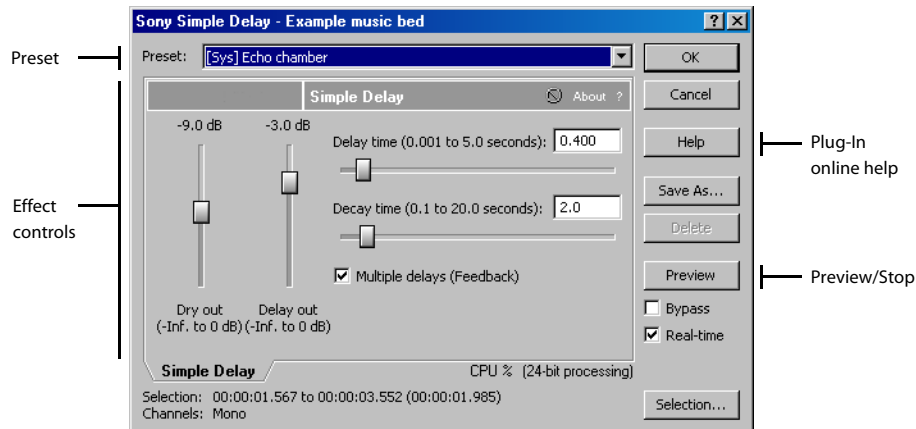 Sony Simple Delay - Example music bed
Preset
Preset:
[Sys] Echo chamber
OK
Simple Delay
About ?
Cancel
-9.0 dB
-3.0 dB
Delay time (0.001 to 5.0 seconds): 0.400
Help
Plug-In
online help
Effect
controls
Decay time (0.1 to 20.0 seconds): 2.0
Save As...
Delete
Multiple delays (Feedback)
Preview
Preview/Stop
Dry out
(-Inf. to 0 dB)
Delay out
(-Inf. to 0 dB)
Bypass
Real-time
Simple Delay
CPU % (24-bit processing)
Selection: 00:00:01.567 to 00:00:03.552 (00:00:01.985)
Channels: Mono
Selection...